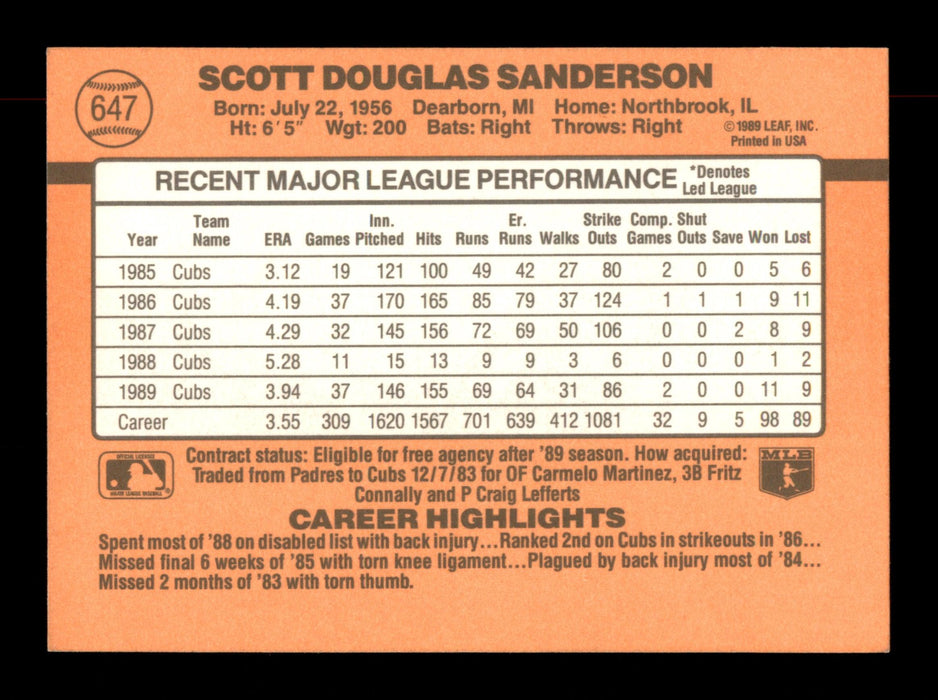 647
SCOTT DOUGLAS SANDERSON
Born: July 22, 1956 Dearborn, MI Home: Northbrook, IL
Ht: 6'5" Wgt: 200 Bats: Right Throws: Right
© 1989 LEAF, INC.
Printed in USA
RECENT MAJOR LEAGUE PERFORMANCE *Denotes Led League
Year Team Name ERA Games Inn. Pitched Hits Runs Er. Runs Walks Strike Outs Comp. Games Shut Outs Save Won Lost
1985 Cubs 3.12 19 121 100 49 42 27 80 2 0 0 5 6
1986 Cubs 4.19 37 170 165 85 79 37 124 1 1 1 9 11
1987 Cubs 4.29 32 145 156 72 69 50 106 0 0 2 8 9
1988 Cubs 5.28 11 15 13 9 9 3 6 0 0 0 1 2
1989 Cubs 3.94 37 146 155 69 64 31 86 2 0 0 11 9
Career 3.55 309 1620 1567 701 639 412 1081 32 9 5 98 89
OFFICIAL LICENSEE
MAJOR LEAGUE BASEBALL
Contract status: Eligible for free agency after '89 season. How acquired:
Traded from Padres to Cubs 12/7/83 for OF Carmelo Martinez, 3B Fritz
Connally and P Craig Lefferts
MLB
CAREER HIGHLIGHTS
Spent most of '88 on disabled list with back injury...Ranked 2nd on Cubs in strikeouts in '86...
Missed final 6 weeks of '85 with torn knee ligament...Plagued by back injury most of '84...
Missed 2 months of '83 with torn thumb.